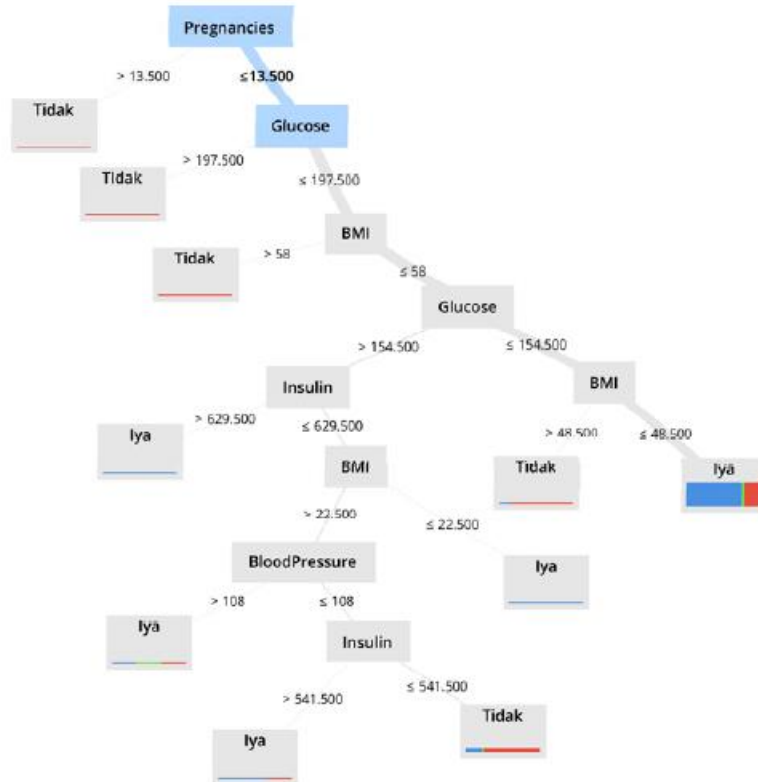 Pregnancies
> 13.500
≤13.500
Tidak
Glucose
> 197.500
≤ 197.500
Tidak
BMI
> 58
≤ 58
Tidak
Glucose
> 154.500
≤ 154.500
Insulin
BMI
> 629.500
≤ 629.500
> 48.500
≤ 48.500
Iya
BMI
Tidak
Iya
> 22.500
≤ 22.500
BloodPressure
Iya
> 108
≤ 108
Iya
Insulin
> 541.500
≤ 541.500
Iya
Tidak